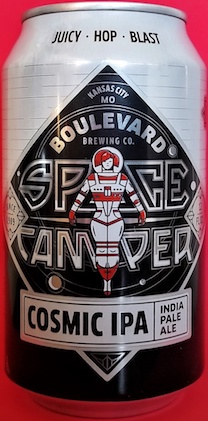 JUICY · HOP · BLAST
KANSAS CITY
MO
BOULEVARD
BREWING CO.
SPACE
CAMPER
COSMIC IPA
INDIA
PALE
ALE